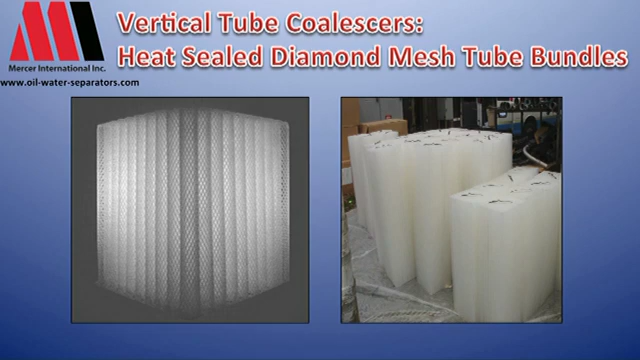 Vertical Tube Coalescers:
Heat Sealed Diamond Mesh Tube Bundles
Mercer International Inc.
www.oil-water-separators.com